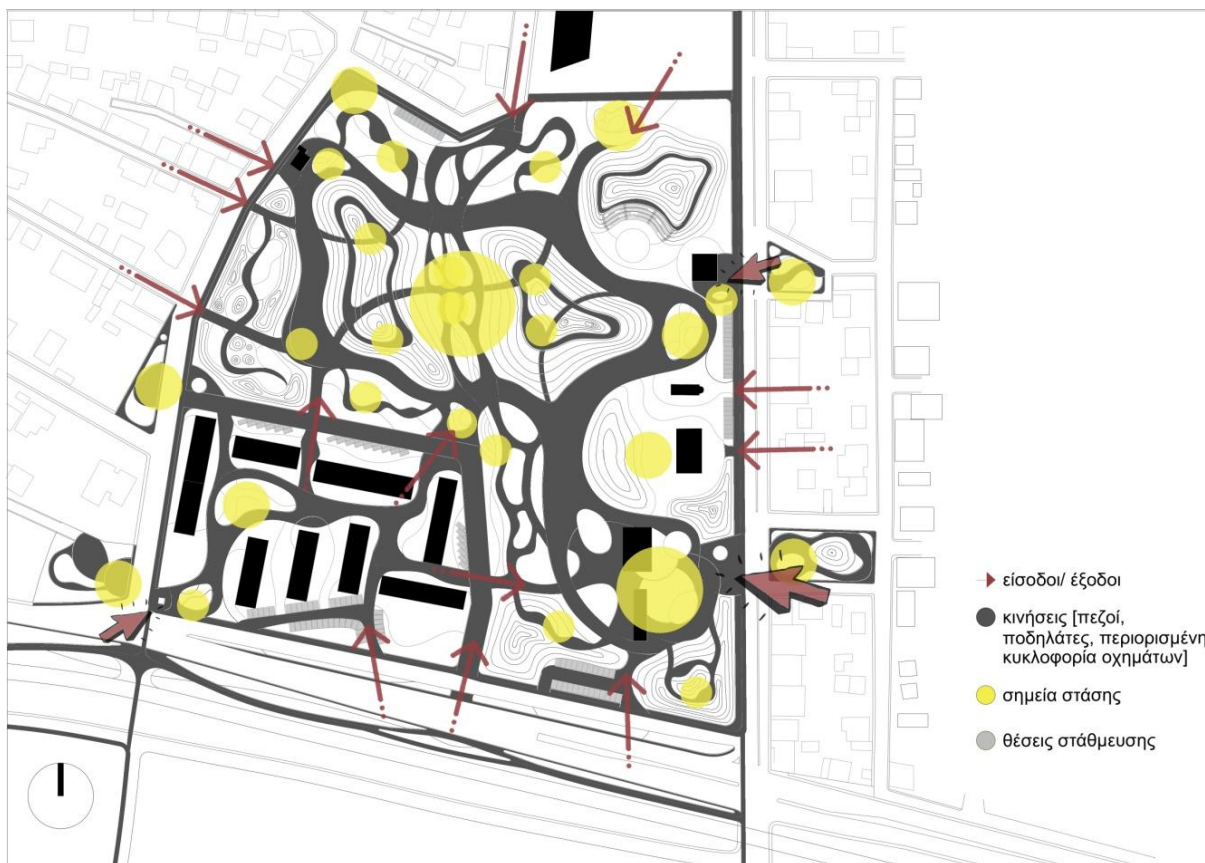 είσοδοι/ έξοδοι
κινήσεις [πεζοί,
ποδηλάτες, περιορισμένη
κυκλοφορία οχημάτων]
σημεία στάσης
θέσεις στάθμευσης